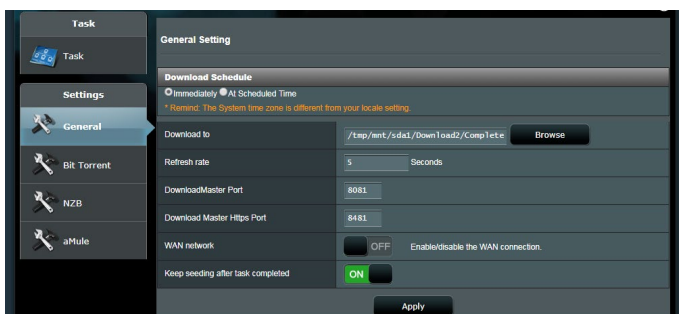 Task
Task
Settings
General
Bit Torrent
NZB
aMule
General Setting
Download Schedule
Immediately At Scheduled Time
* Remind: The System time zone is different from your locale setting.
Download to /tmp/mnt/sda1/Download2/Complete Browse
Refresh rate 5 Seconds
DownloadMaster Port 8081
Download Master Https Port 8481
WAN network OFF Enable/disable the WAN connection.
Keep seeding after task completed ON
Apply